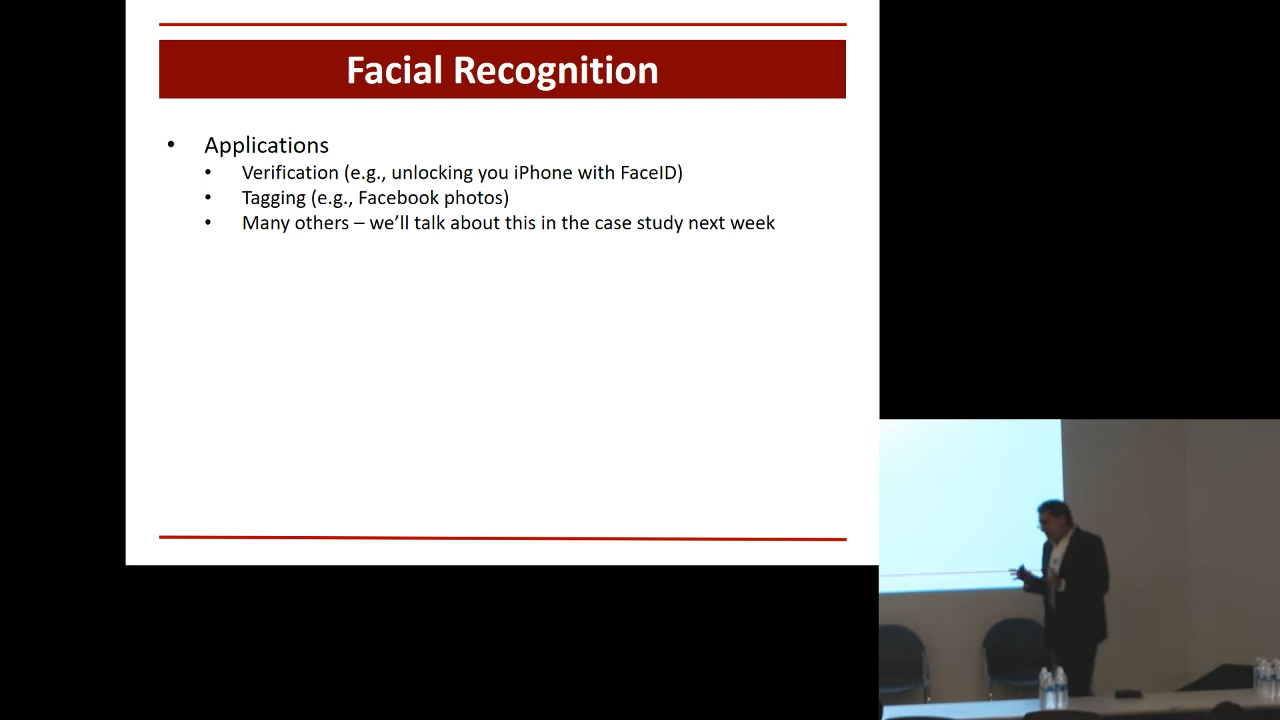 Facial Recognition
• Applications
• Verification (e.g., unlocking you iPhone with FaceID)
• Tagging (e.g., Facebook photos)
• Many others – we’ll talk about this in the case study next week